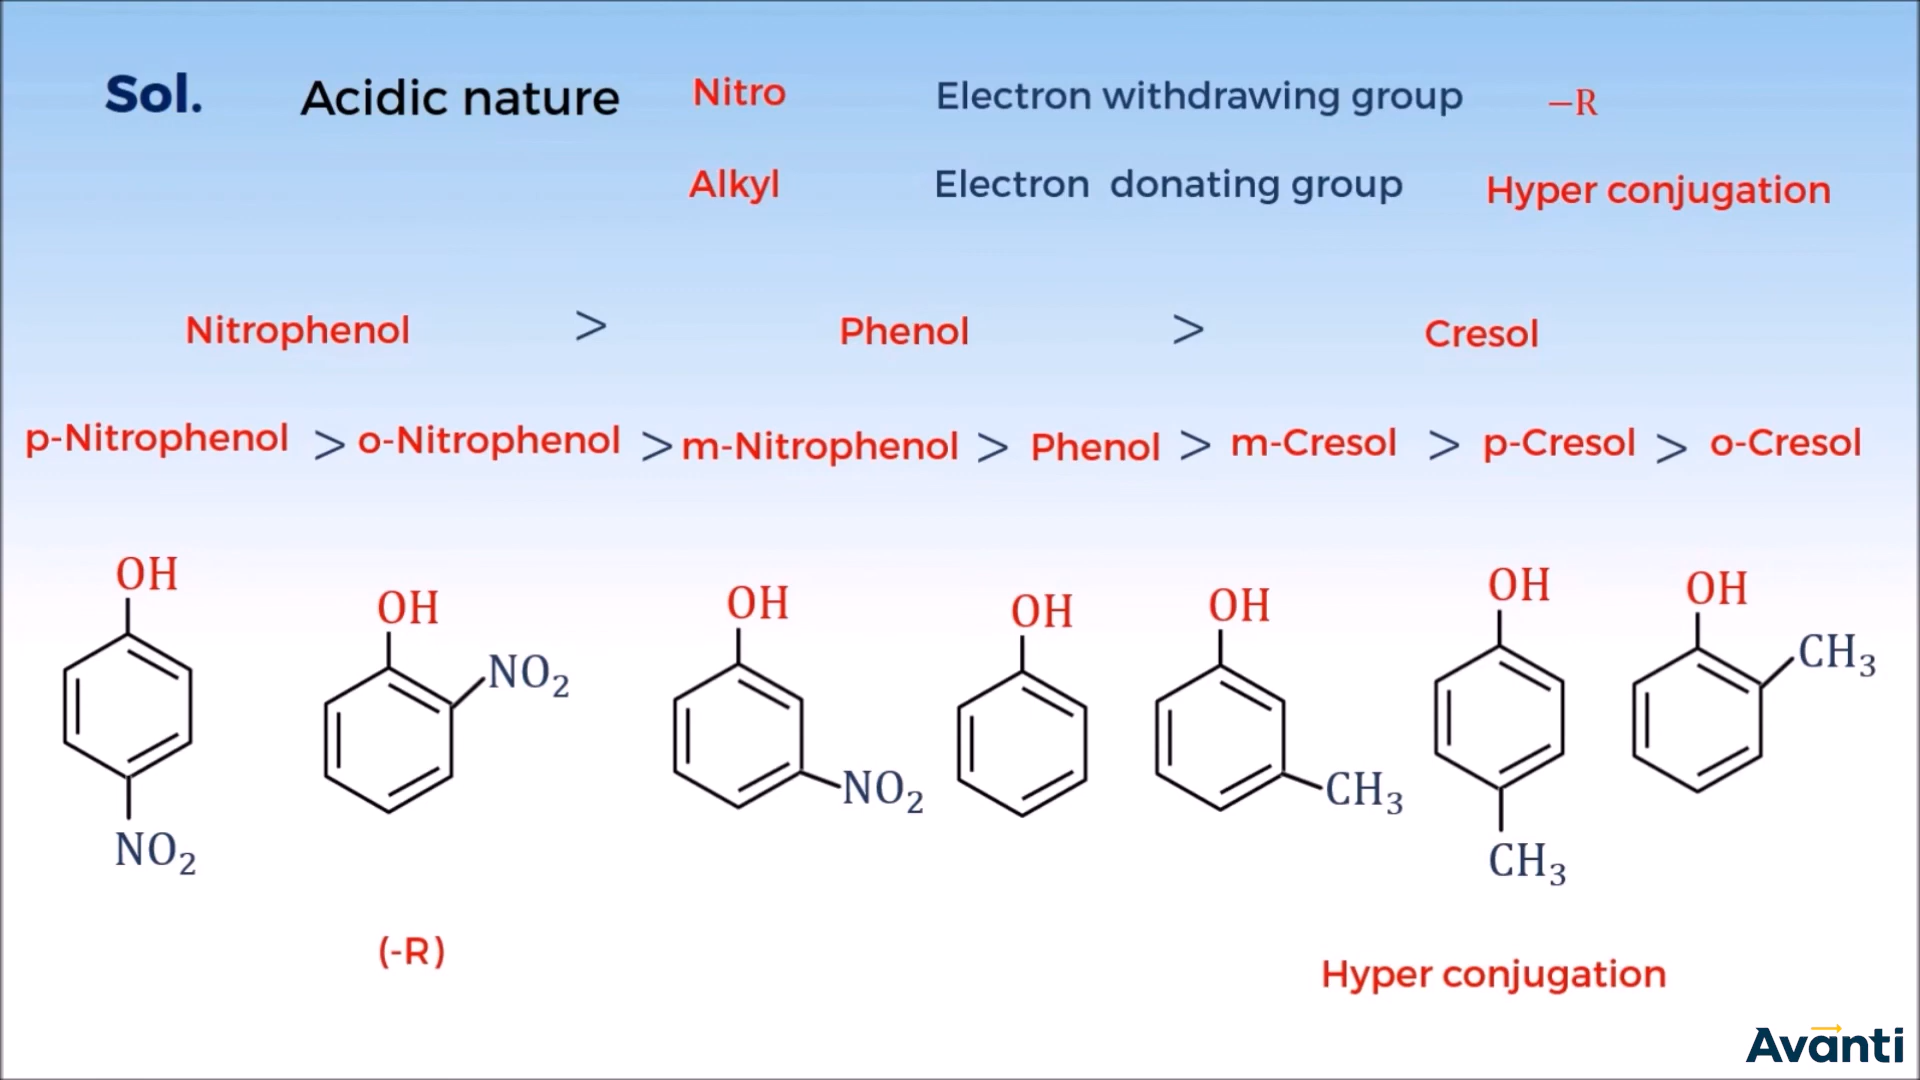 Sol. Acidic nature Nitro Electron withdrawing group –R
Alkyl Electron donating group Hyper conjugation
Nitrophenol > Phenol > Cresol
p-Nitrophenol > o-Nitrophenol > m-Nitrophenol > Phenol > m-Cresol > p-Cresol > o-Cresol
OH OH OH OH OH OH OH
NO₂ CH₃
NO₂ CH₃
NO₂ CH₃
(-R) Hyper conjugation
Avanti